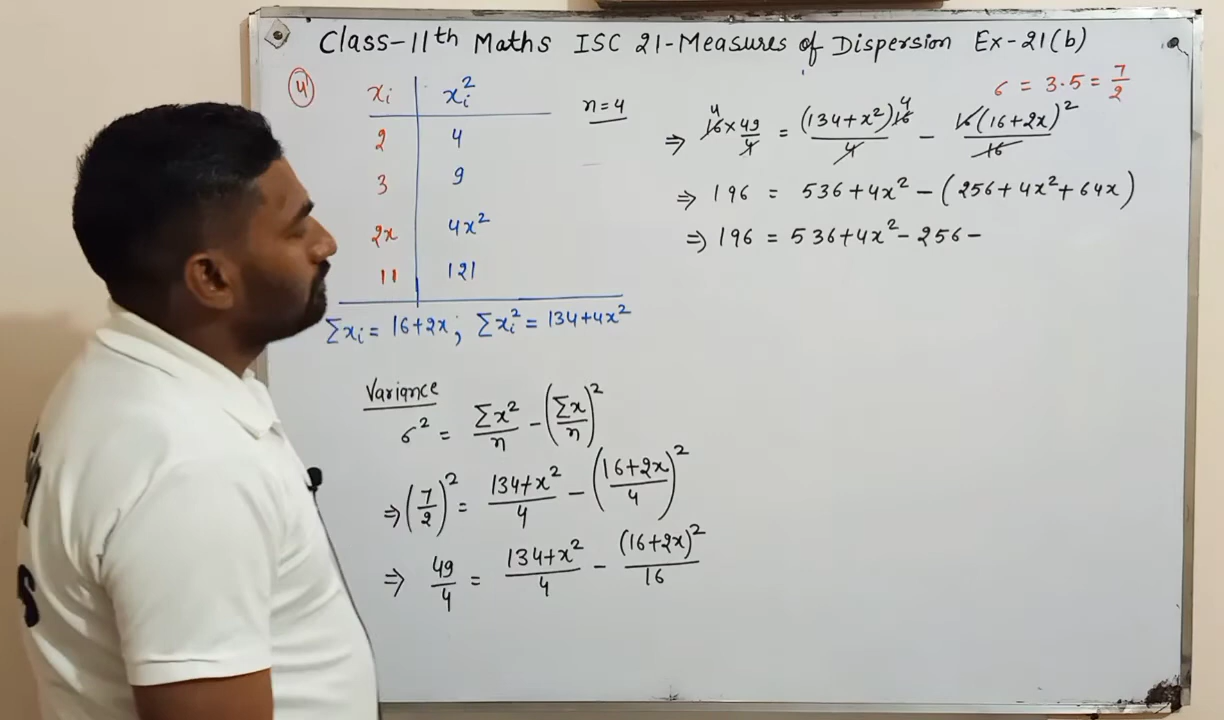 Class-11th Maths ISC 21-Measures of Dispersion Ex-21(b)
4
xi xi²
2 4
3 9
2x 4x²
11 121
Σxi = 16+2x; Σxi² = 134+4x²
n=4
Variance
σ² = Σx²/n - (Σx/n)²
⇒ (7/2)² = 134+x²/4 - (16+2x/4)²
⇒ 49/4 = 134+x²/4 - (16+2x)²/16
σ = 3.5 = 7/2
⇒ 4 16 × 49/4 = (134+x²)16 4/4 - 16(16+2x)²/16
⇒ 196 = 536+4x² - (256+4x²+64x)
⇒ 196 = 536+4x² - 256 -